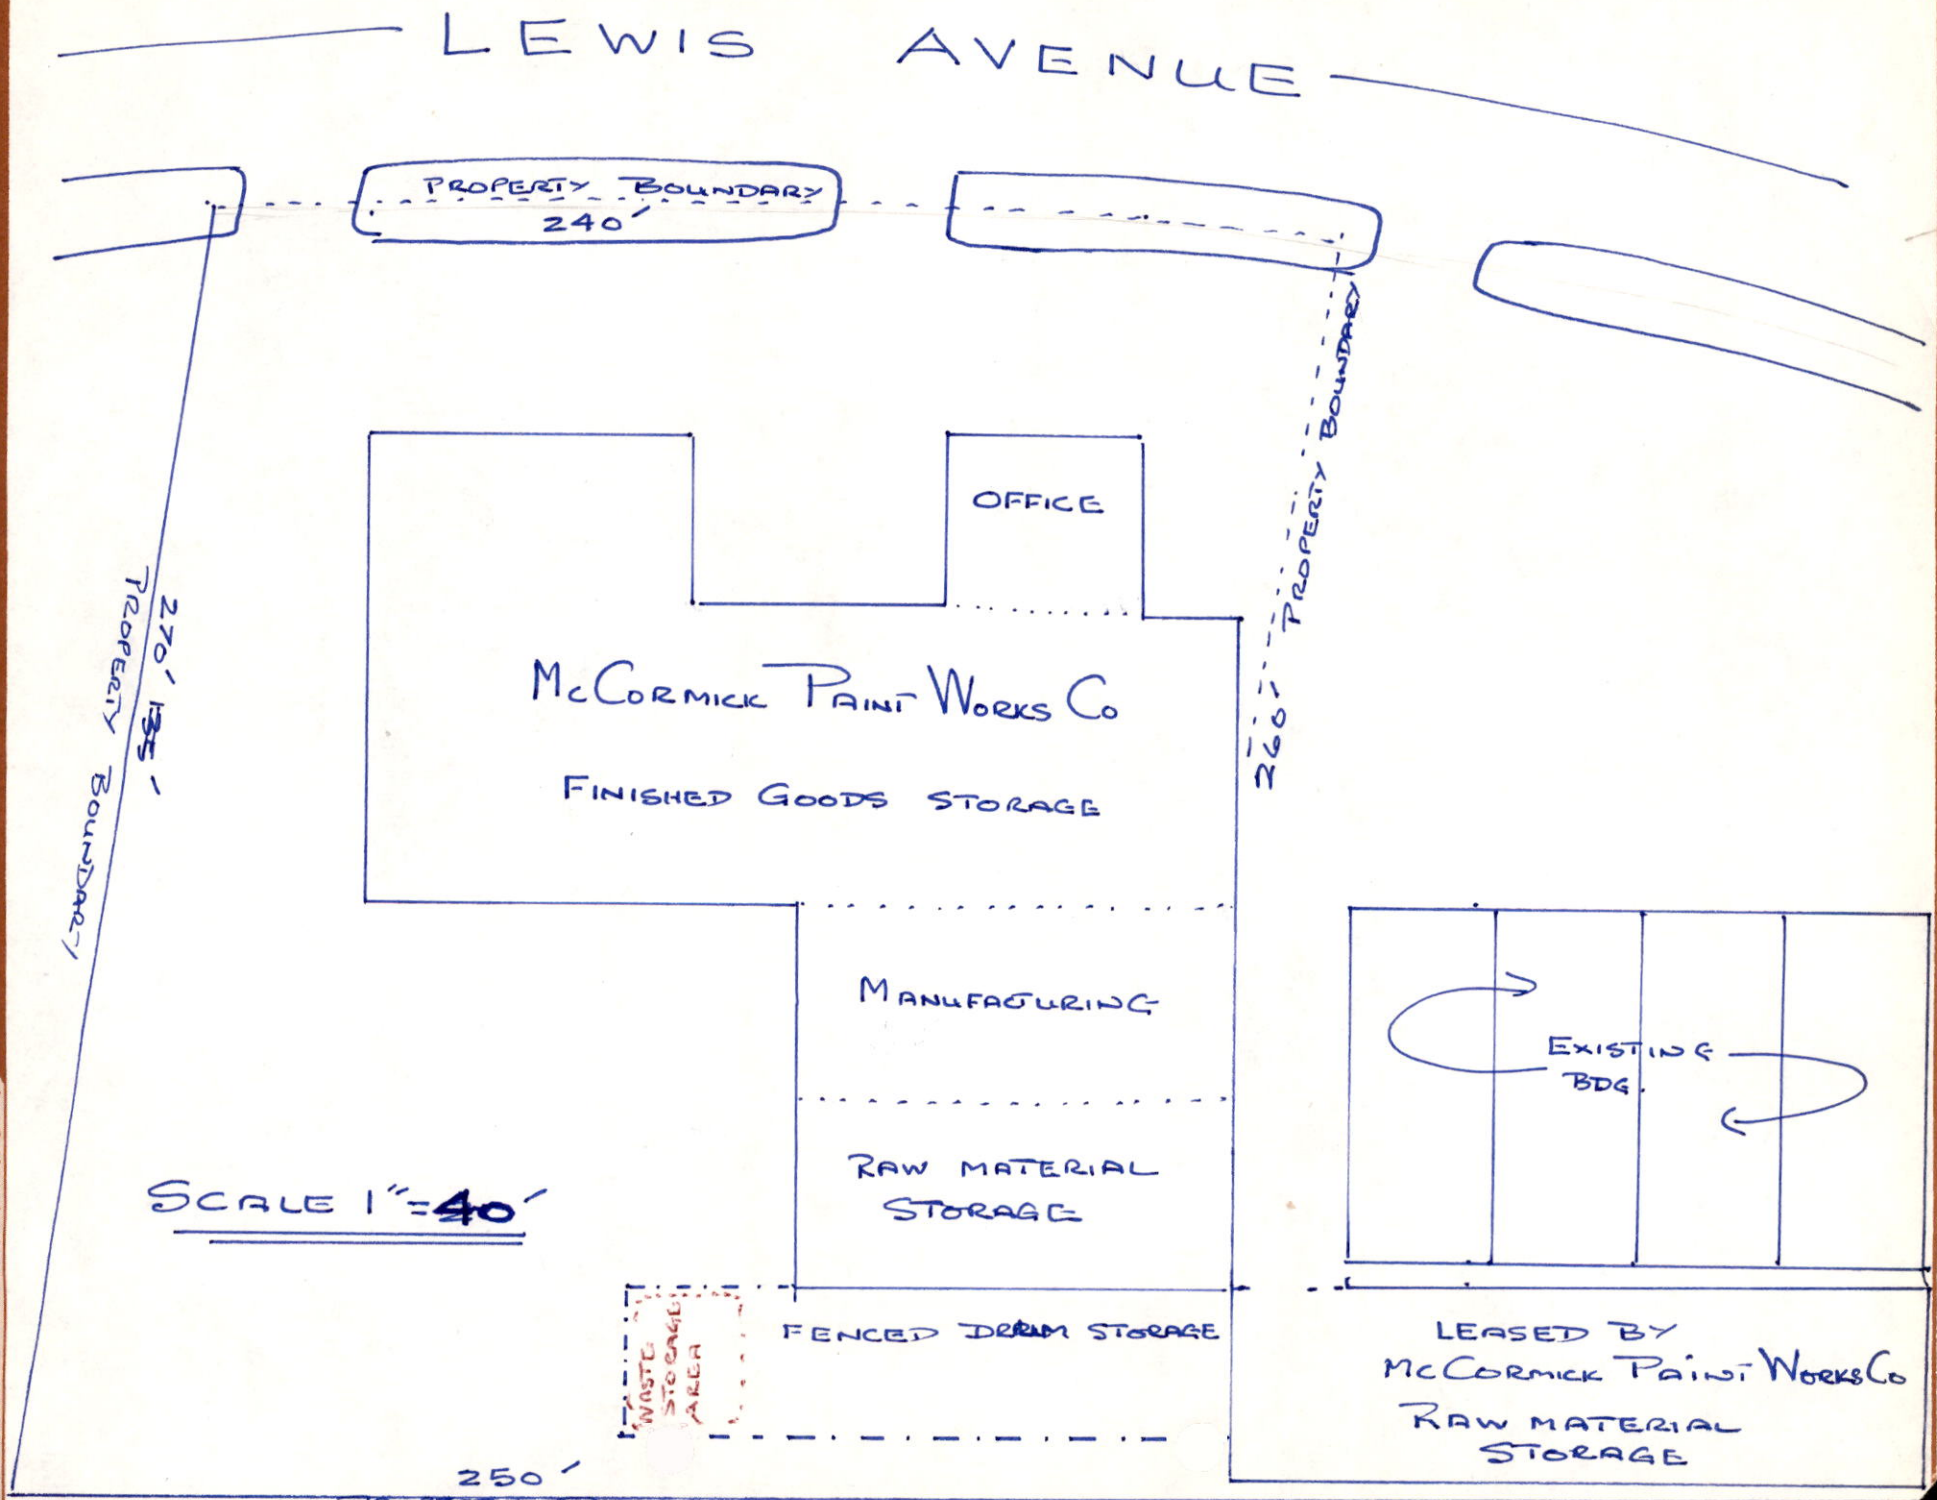 LEWIS AVENUE
PROPERTY BOUNDARY
240'
PROPERTY BOUNDARY
260'
OFFICE
270'
PROPERTY BOUNDARY
McCORMICK PAINT WORKS CO
FINISHED GOODS STORAGE
MANUFACTURING
EXISTING
BDG.
RAW MATERIAL
STORAGE
SCALE 1"=40'
WASTE
STORAGE
AREA
FENCED DRUM STORAGE
LEASED BY
McCORMICK PAINT WORKS Co
RAW MATERIAL
STORAGE
250'